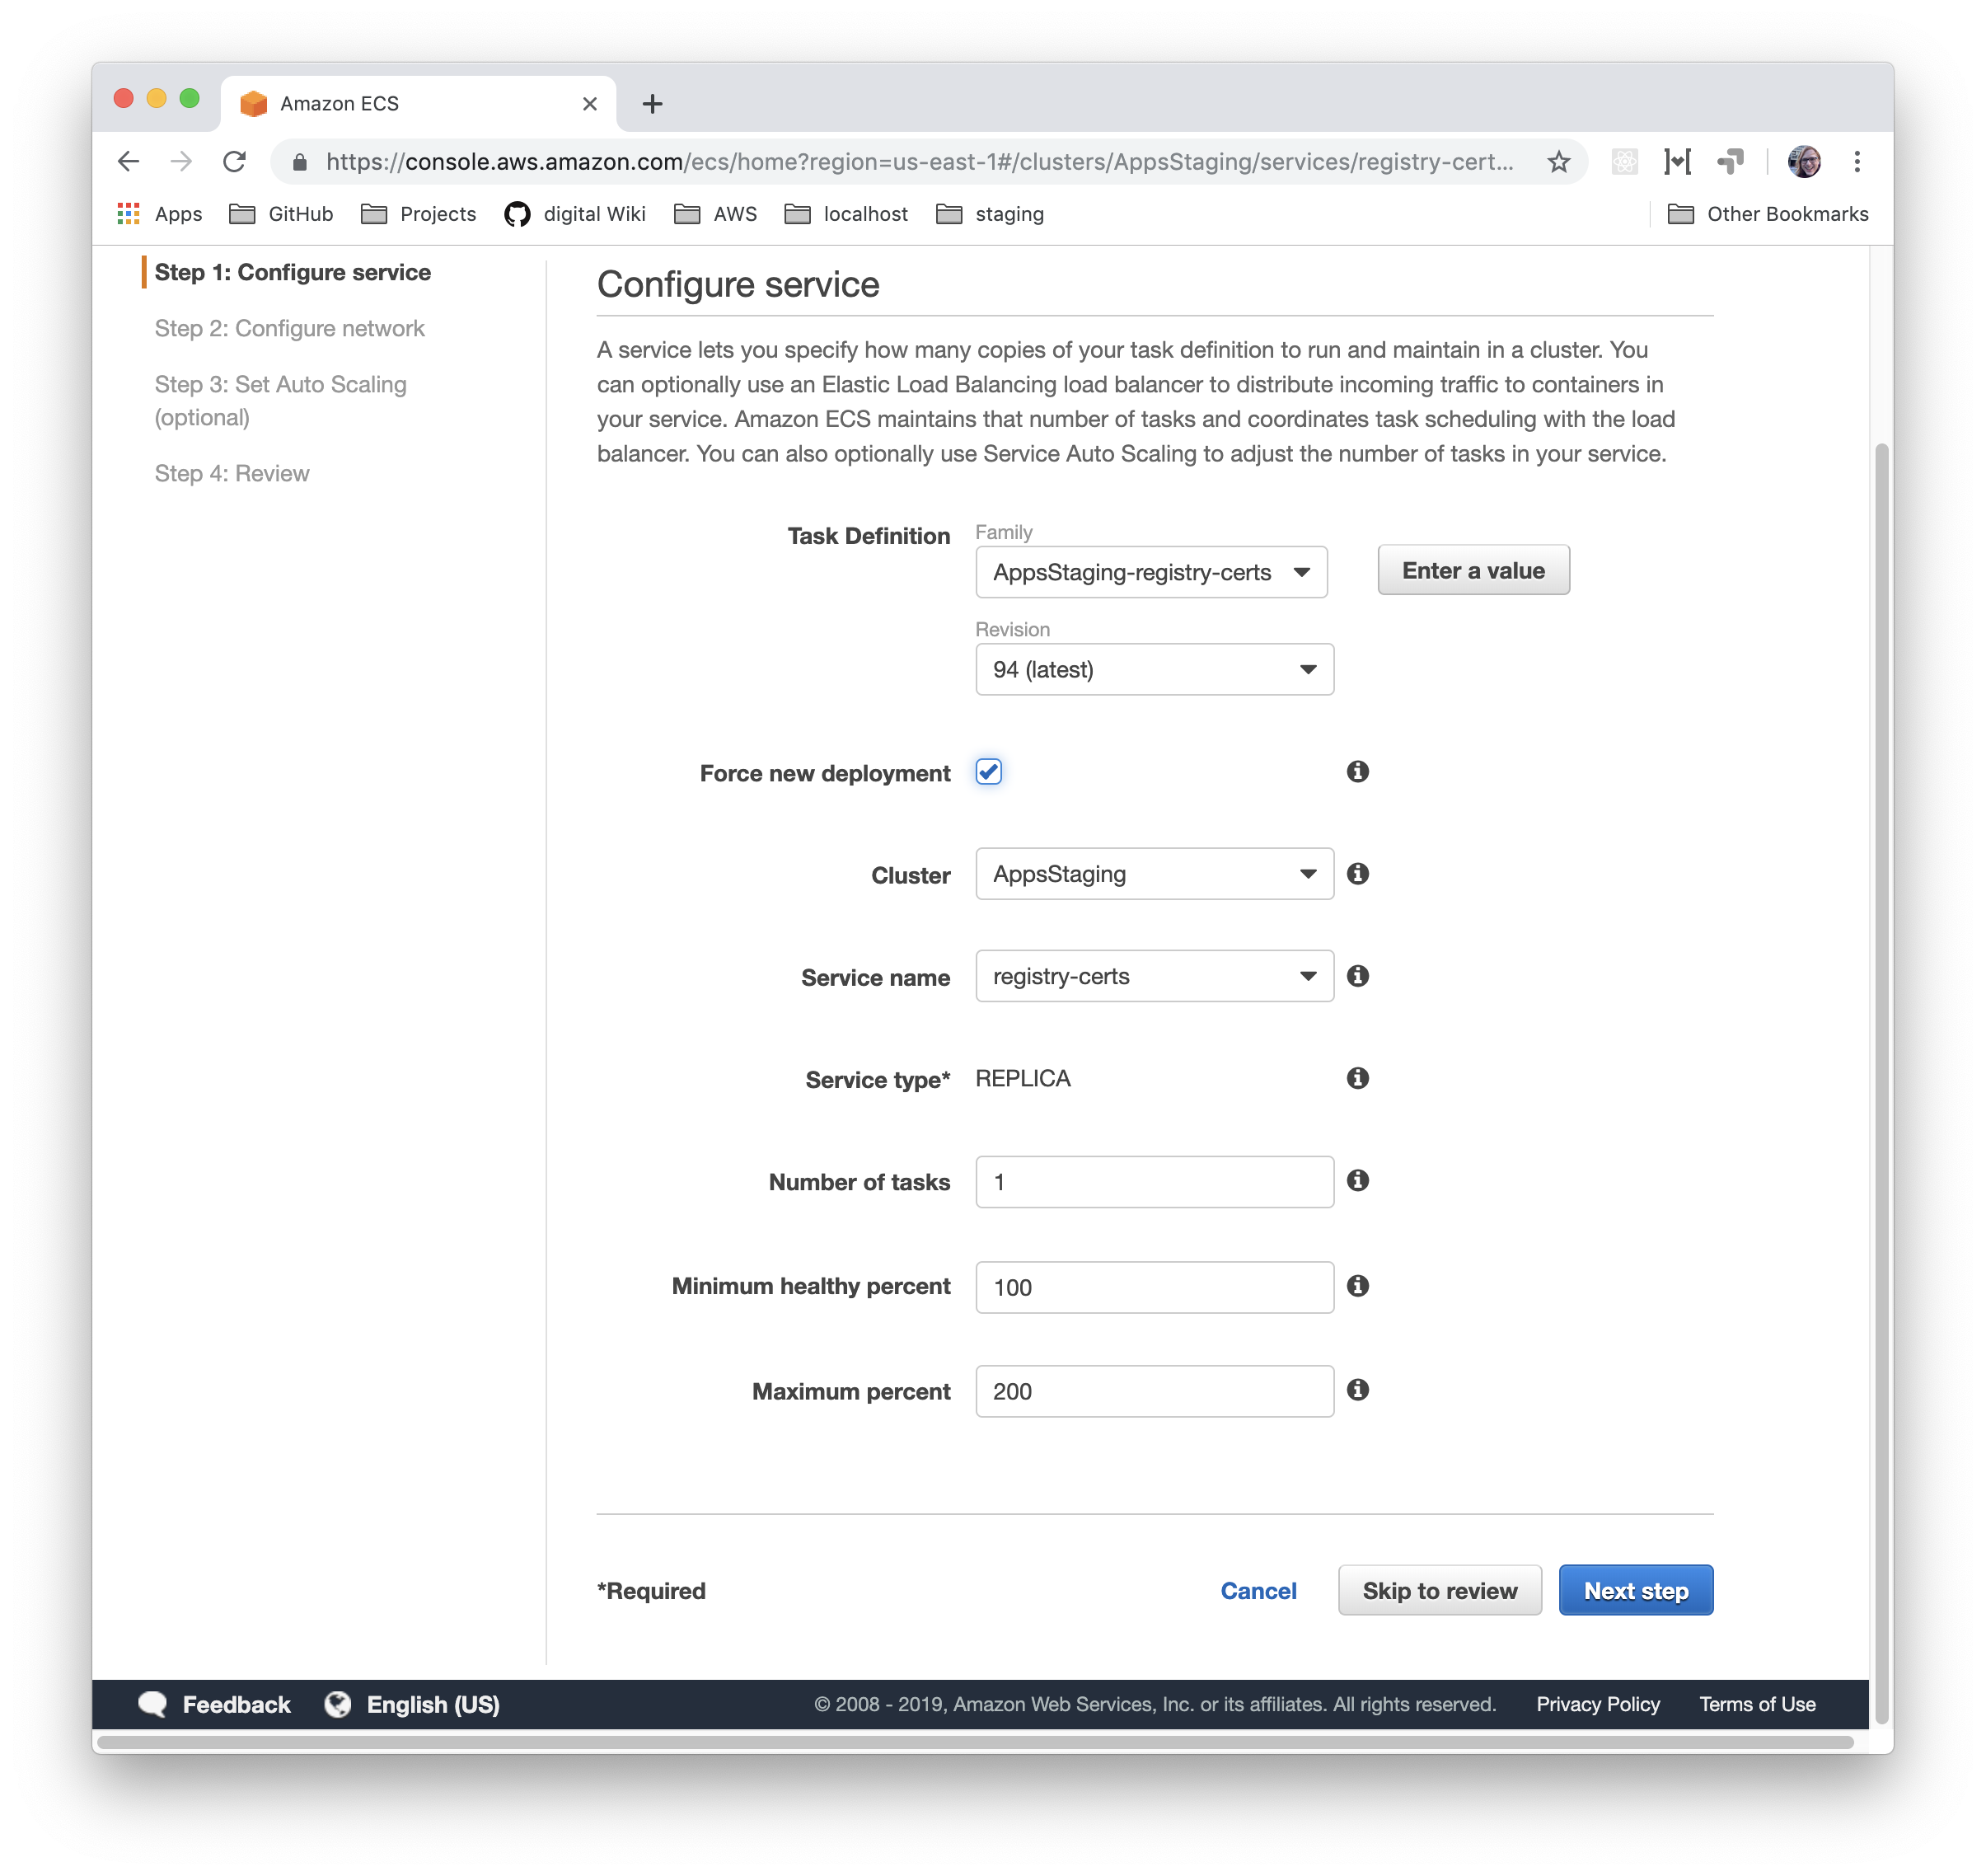 Amazon ECS
https://console.aws.amazon.com/ecs/home?region=us-east-1#/clusters/AppsStaging/services/registry-cert...
Apps GitHub Projects digital Wiki AWS localhost staging Other Bookmarks
Step 1: Configure service
Step 2: Configure network
Step 3: Set Auto Scaling
(optional)
Step 4: Review
Configure service
A service lets you specify how many copies of your task definition to run and maintain in a cluster. You
can optionally use an Elastic Load Balancing load balancer to distribute incoming traffic to containers in
your service. Amazon ECS maintains that number of tasks and coordinates task scheduling with the load
balancer. You can also optionally use Service Auto Scaling to adjust the number of tasks in your service.
Task Definition Family
AppsStaging-registry-certs Enter a value
Revision
94 (latest)
Force new deployment
Cluster AppsStaging
Service name registry-certs
Service type* REPLICA
Number of tasks 1
Minimum healthy percent 100
Maximum percent 200
*Required Cancel Skip to review Next step
Feedback English (US) © 2008 - 2019, Amazon Web Services, Inc. or its affiliates. All rights reserved. Privacy Policy Terms of Use